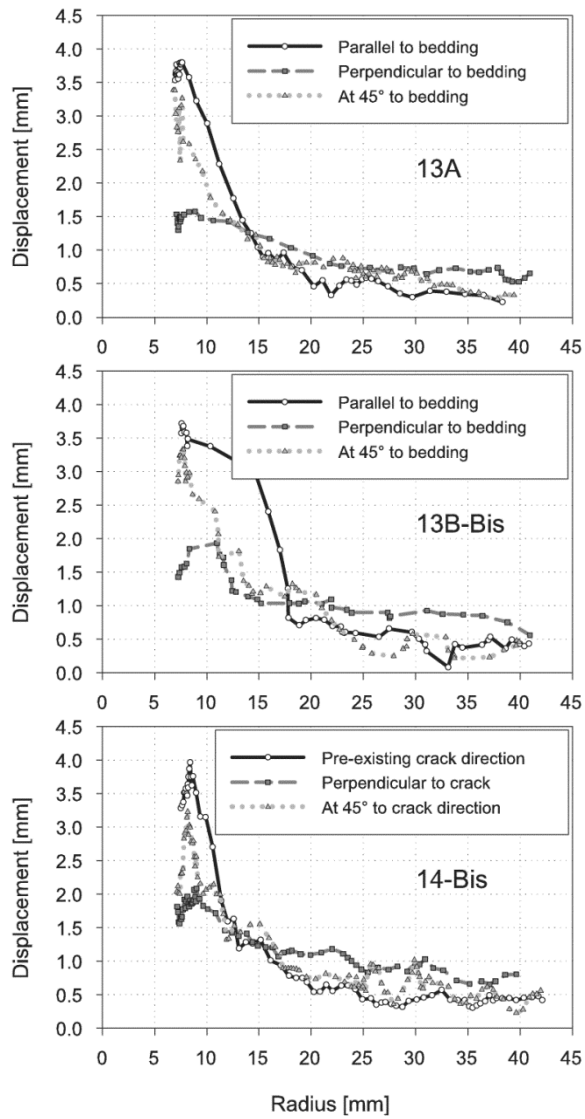 4.5
4.0
3.5
3.0
2.5
2.0
1.5
1.0
0.5
0.0
Displacement [mm]
Parallel to bedding
Perpendicular to bedding
At 45° to bedding
13A
0 5 10 15 20 25 30 35 40 45
4.5
4.0
3.5
3.0
2.5
2.0
1.5
1.0
0.5
0.0
Displacement [mm]
Parallel to bedding
Perpendicular to bedding
At 45° to bedding
13B-Bis
0 5 10 15 20 25 30 35 40 45
4.5
4.0
3.5
3.0
2.5
2.0
1.5
1.0
0.5
0.0
Displacement [mm]
Pre-existing crack direction
Perpendicular to crack
At 45° to crack direction
14-Bis
0 5 10 15 20 25 30 35 40 45
Radius [mm]